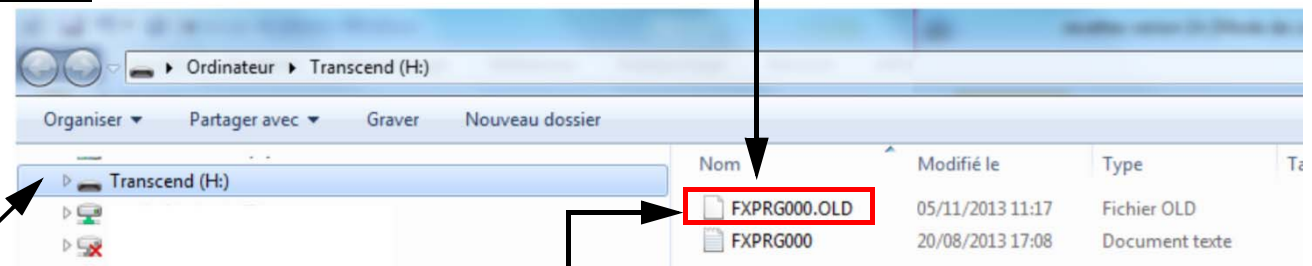 Ordinateur Transcend (H:)
Organiser Partager avec Graver Nouveau dossier
Nom Modifié le Type
Transcend (H:)
FXPRG000.OLD 05/11/2013 11:17 Fichier OLD
FXPRG000 20/08/2013 17:08 Document texte